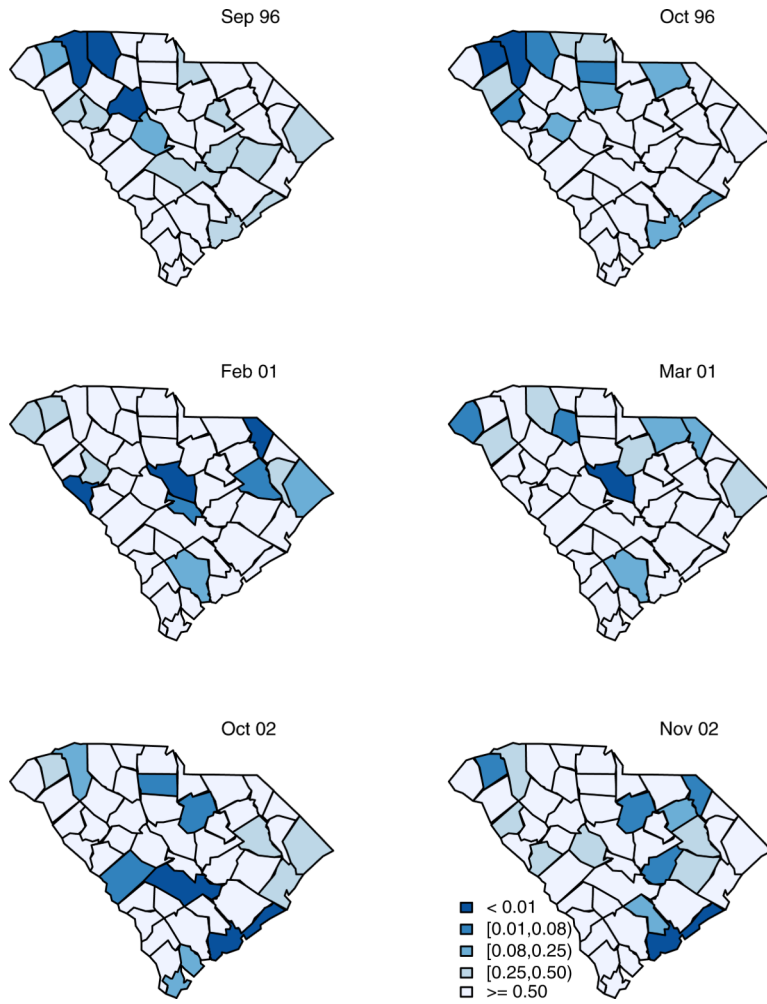 Sep 96
Oct 96
Feb 01
Mar 01
Oct 02
Nov 02
< 0.01
[0.01,0.08)
[0.08,0.25)
[0.25,0.50)
>= 0.50